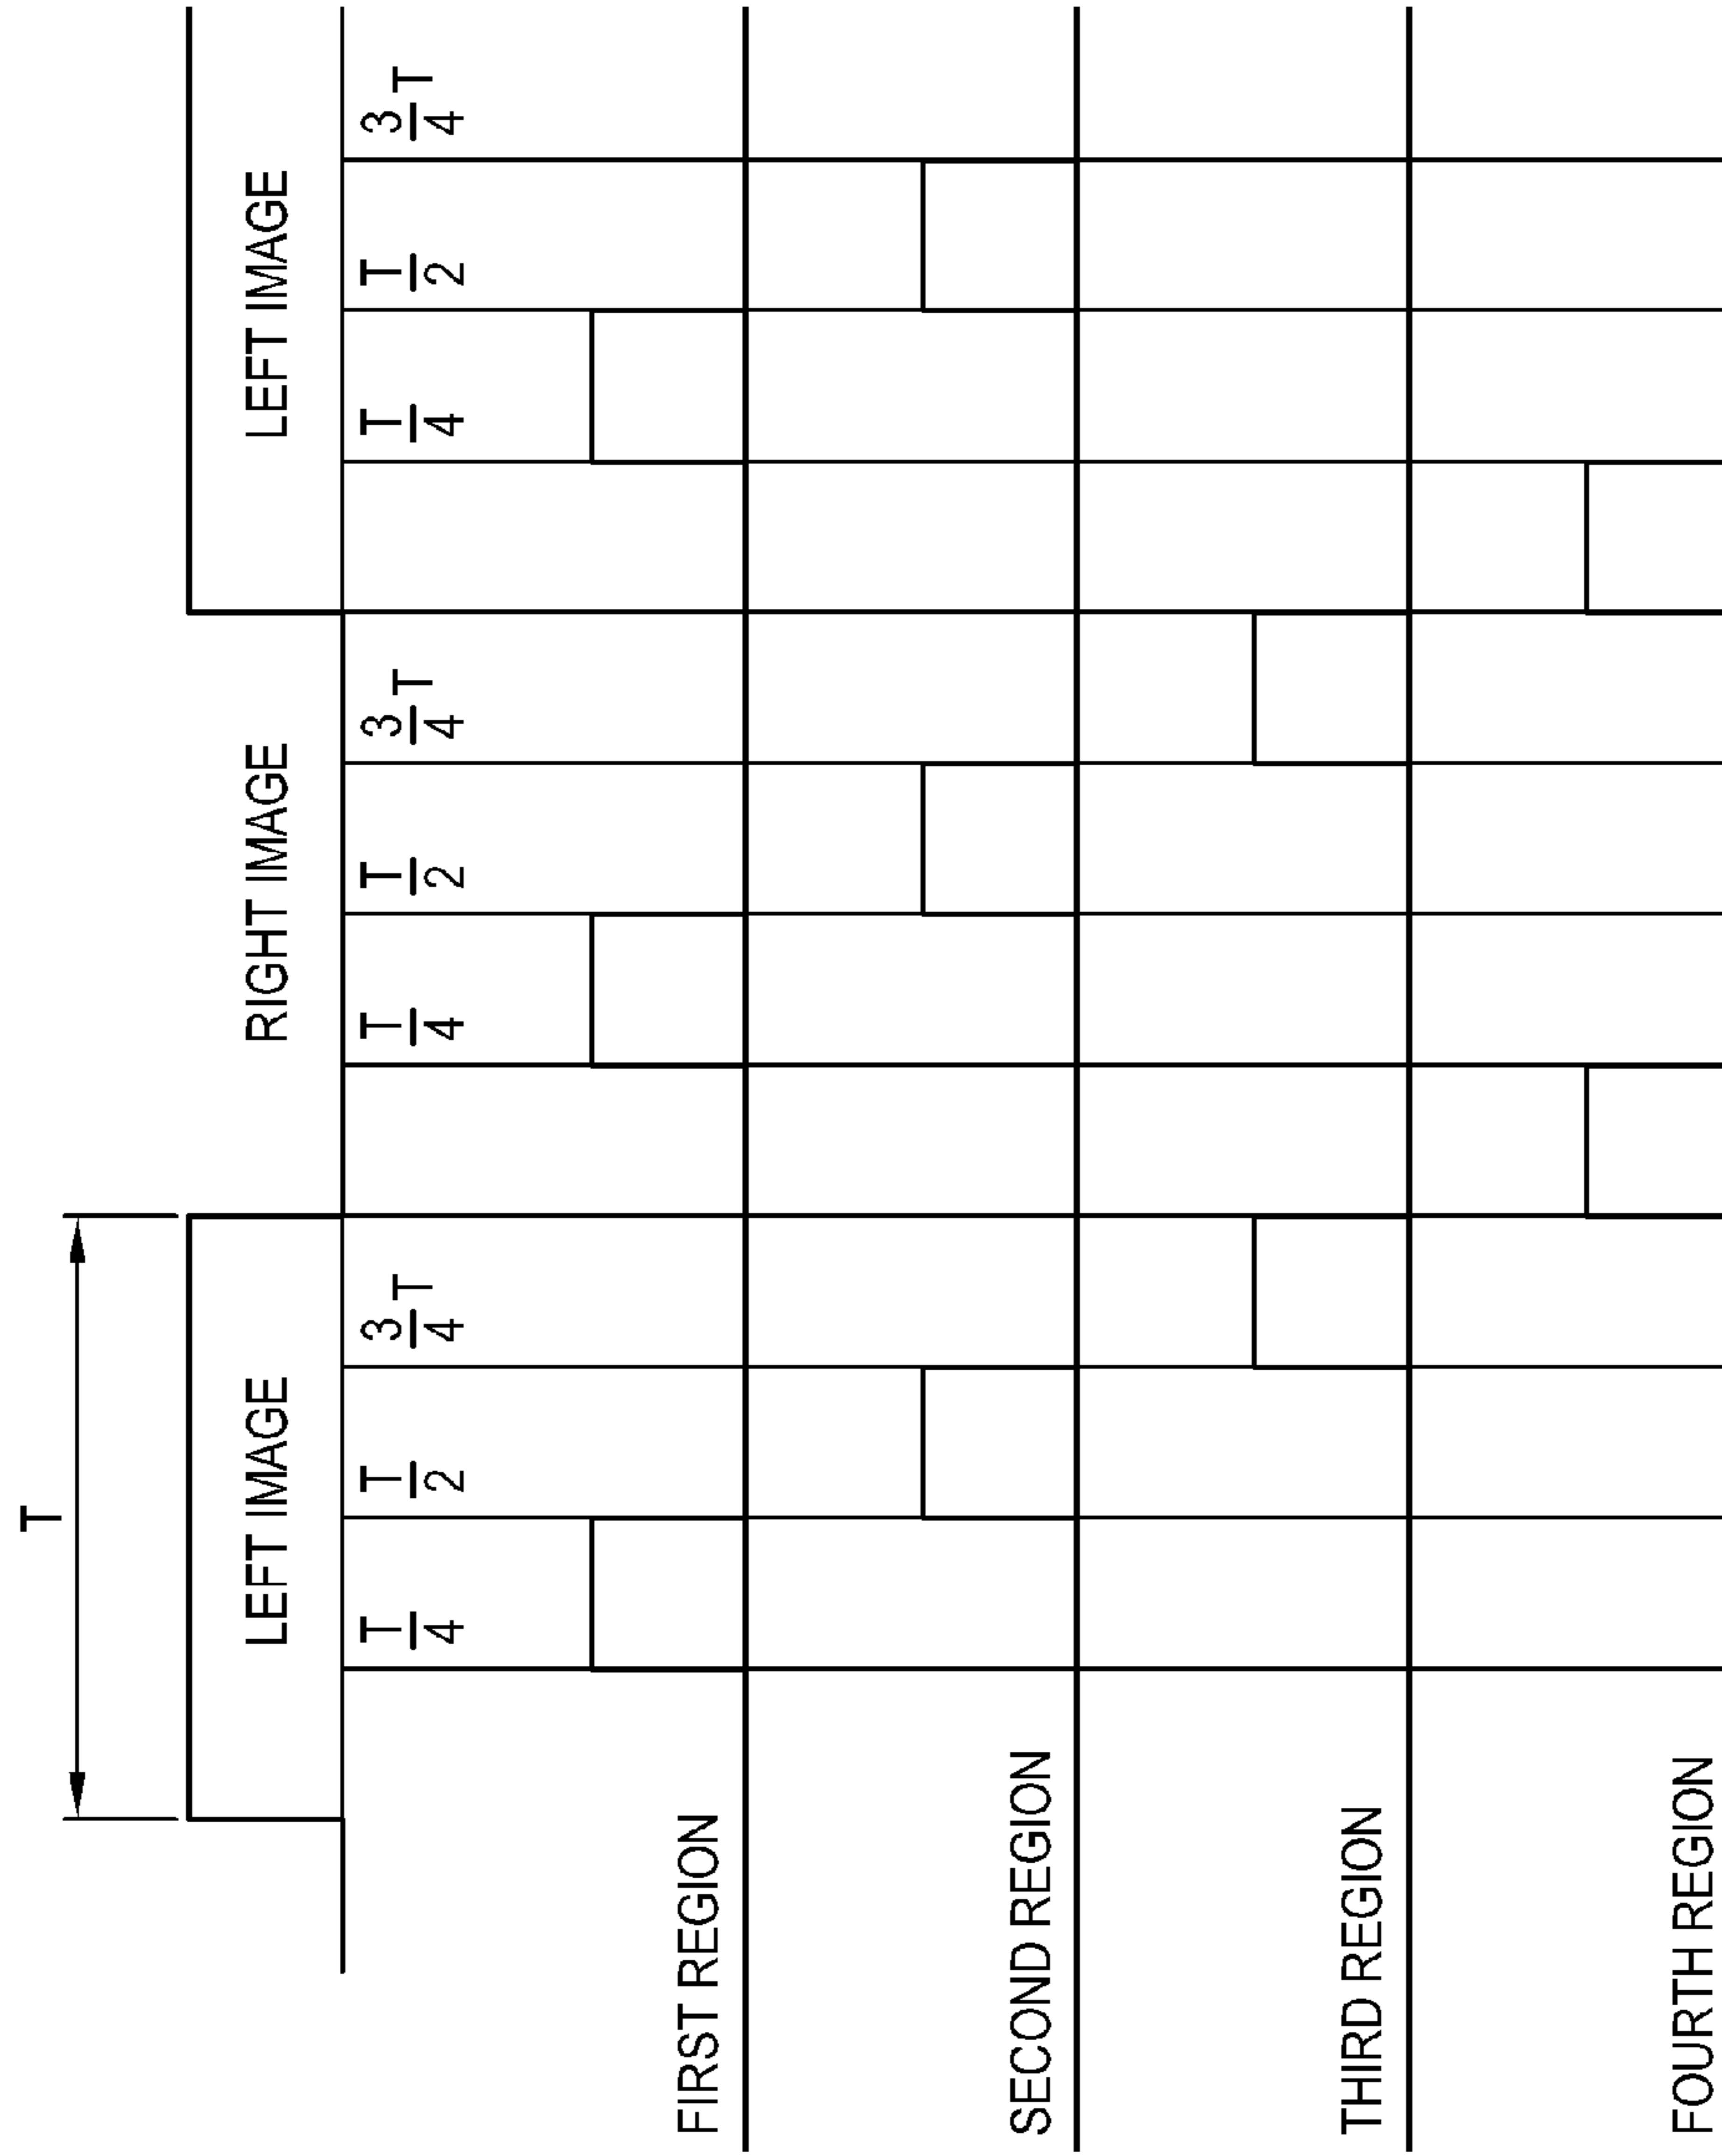 T
LEFT IMAGE RIGHT IMAGE LEFT IMAGE
T/4 T/2 3/4 T T/4 T/2 3/4 T T/4 T/2 3/4 T
FIRST REGION
SECOND REGION
THIRD REGION
FOURTH REGION